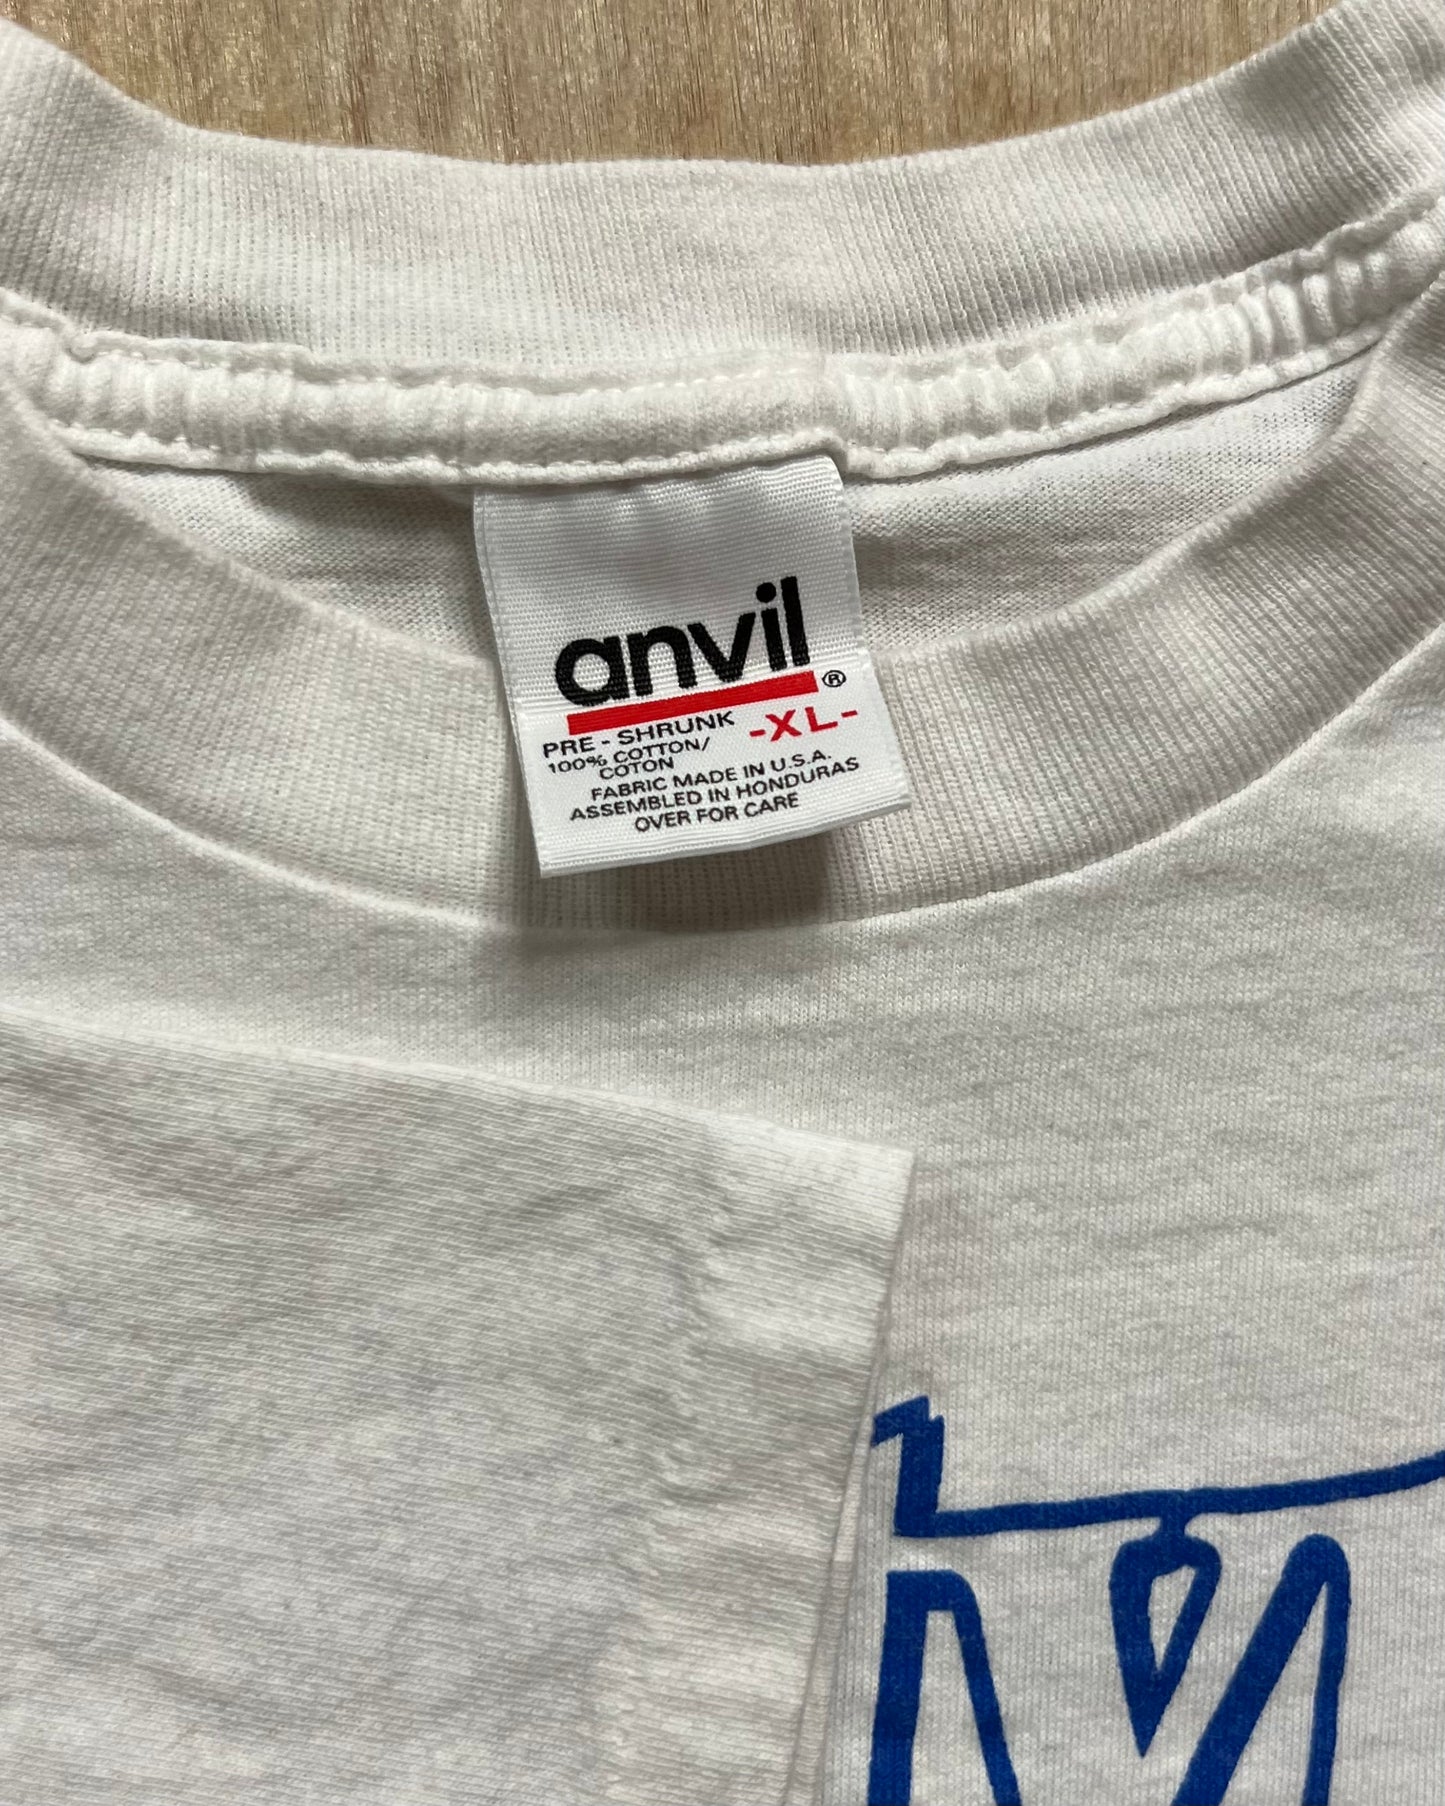 anvil®
PRE - SHRUNK -XL-
100% COTTON/
COTON
FABRIC MADE IN U.S.A.
ASSEMBLED IN HONDURAS
OVER FOR CARE